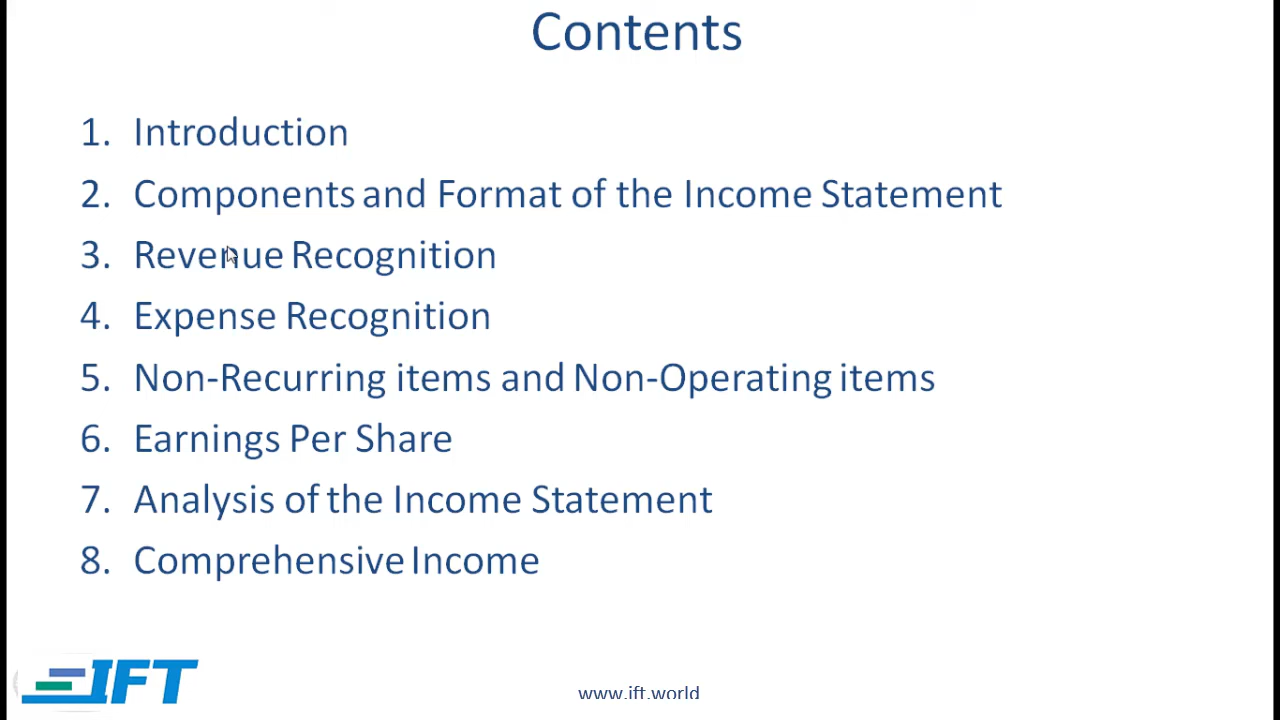 Contents
1. Introduction
2. Components and Format of the Income Statement
3. Revenue Recognition
4. Expense Recognition
5. Non-Recurring items and Non-Operating items
6. Earnings Per Share
7. Analysis of the Income Statement
8. Comprehensive Income
IFT
www.ift.world